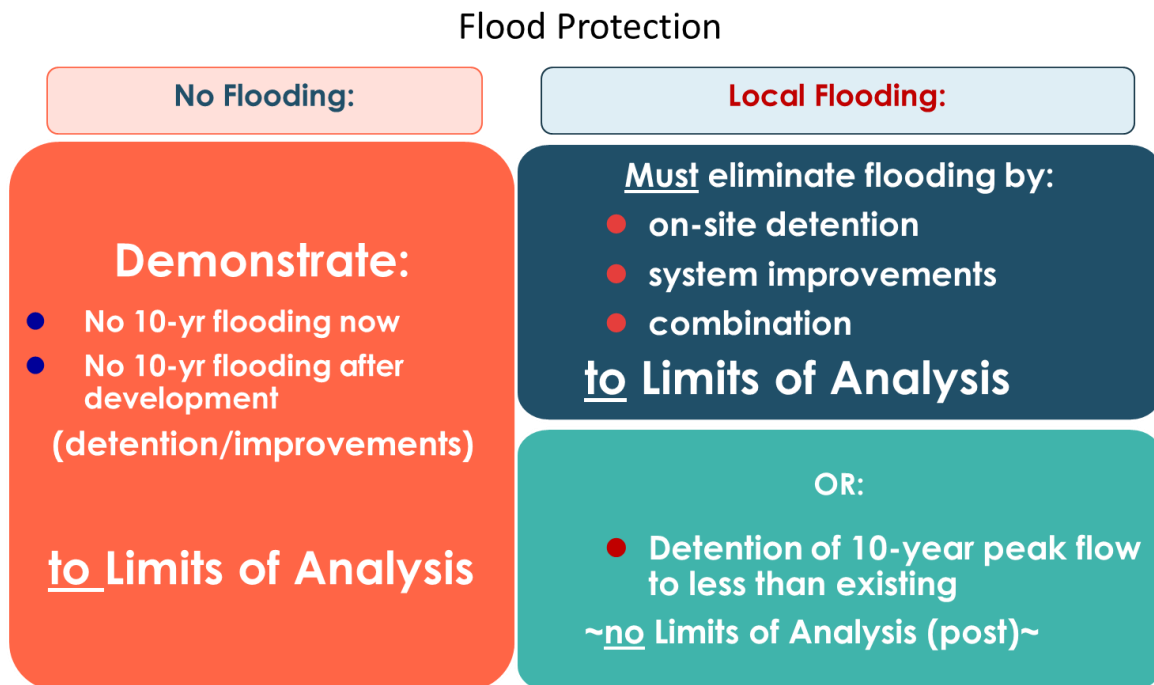 Flood Protection
No Flooding:
Demonstrate:
No 10-yr flooding now
No 10-yr flooding after
development
(detention/improvements)
to Limits of Analysis
Local Flooding:
Must eliminate flooding by:
on-site detention
system improvements
combination
to Limits of Analysis
OR:
Detention of 10-year peak flow
to less than existing
~no Limits of Analysis (post)~